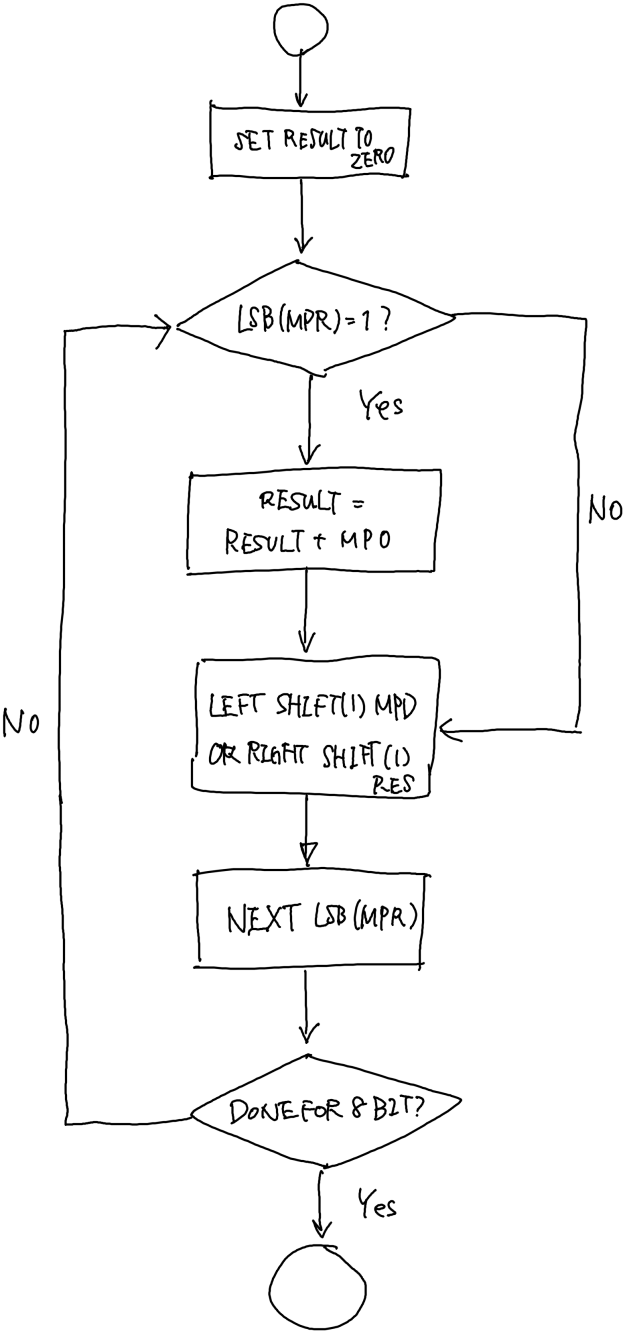 SET RESULT TO
ZERO
LSB(MPR)=1?
Yes
NO
RESULT =
RESULT + MPO
LEFT SHIFT(1) MPD
OR RIGHT SHIFT(1)
RES
NO
NEXT LSB(MPR)
DONE FOR 8 BIT?
Yes